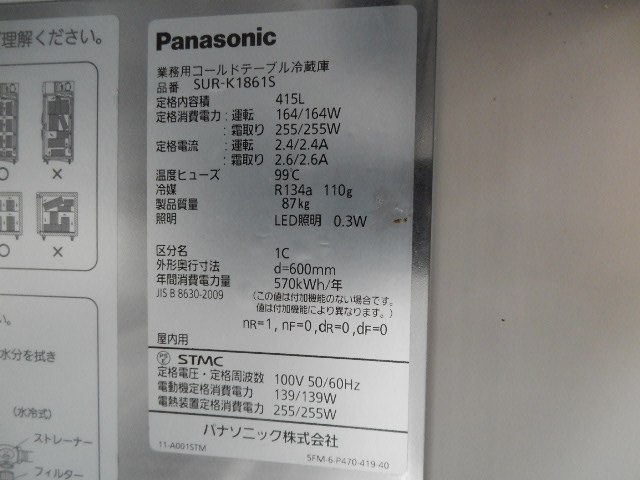 理解ください。
○
×
○
×
い。
水分を拭き
(水冷式)
ストレーナー
フィルター
Panasonic
業務用コールドテーブル冷蔵庫
品番 SUR-K1861S
定格内容積 415L
定格消費電力:運転 164/164W
:霜取り 255/255W
定格電流 :運転 2.4/2.4A
:霜取り 2.6/2.6A
温度ヒューズ 99℃
冷媒 R134a 110g
製品質量 87kg
照明 LED照明 0.3W
区分名 1C
外形奥行寸法 d=600mm
年間消費電力量 570kWh/年
JIS B 8630-2009 (この値は付加機能のない場合です。
値は付加機能により異なります。)
nR=1, nF=0,dR=0,dF=0
屋内用
PSE STMC
定格電圧・定格周波数 100V 50/60Hz
電動機定格消費電力 139/139W
電熱装置定格消費電力 255/255W
パナソニック株式会社
11-A001STM
5FM-6-P470-419-40